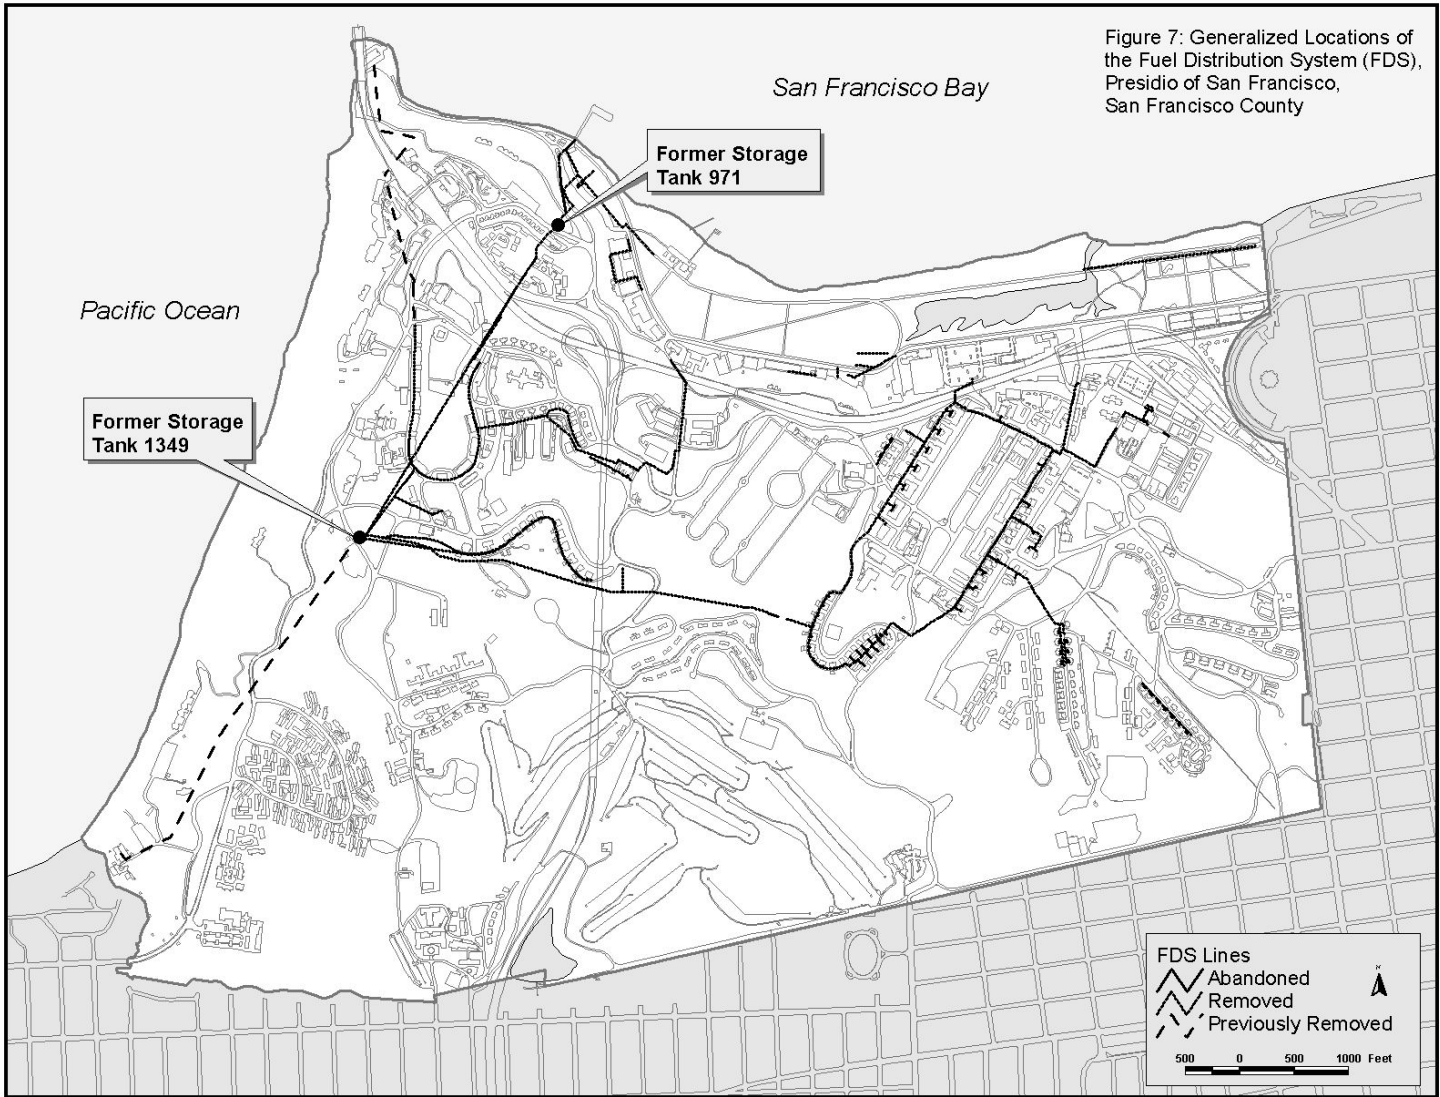 Figure 7: Generalized Locations of
the Fuel Distribution System (FDS),
Presidio of San Francisco,
San Francisco County
San Francisco Bay
Former Storage
Tank 971
Pacific Ocean
Former Storage
Tank 1349
FDS Lines
Abandoned
Removed
Previously Removed
N
500 0 500 1000 Feet